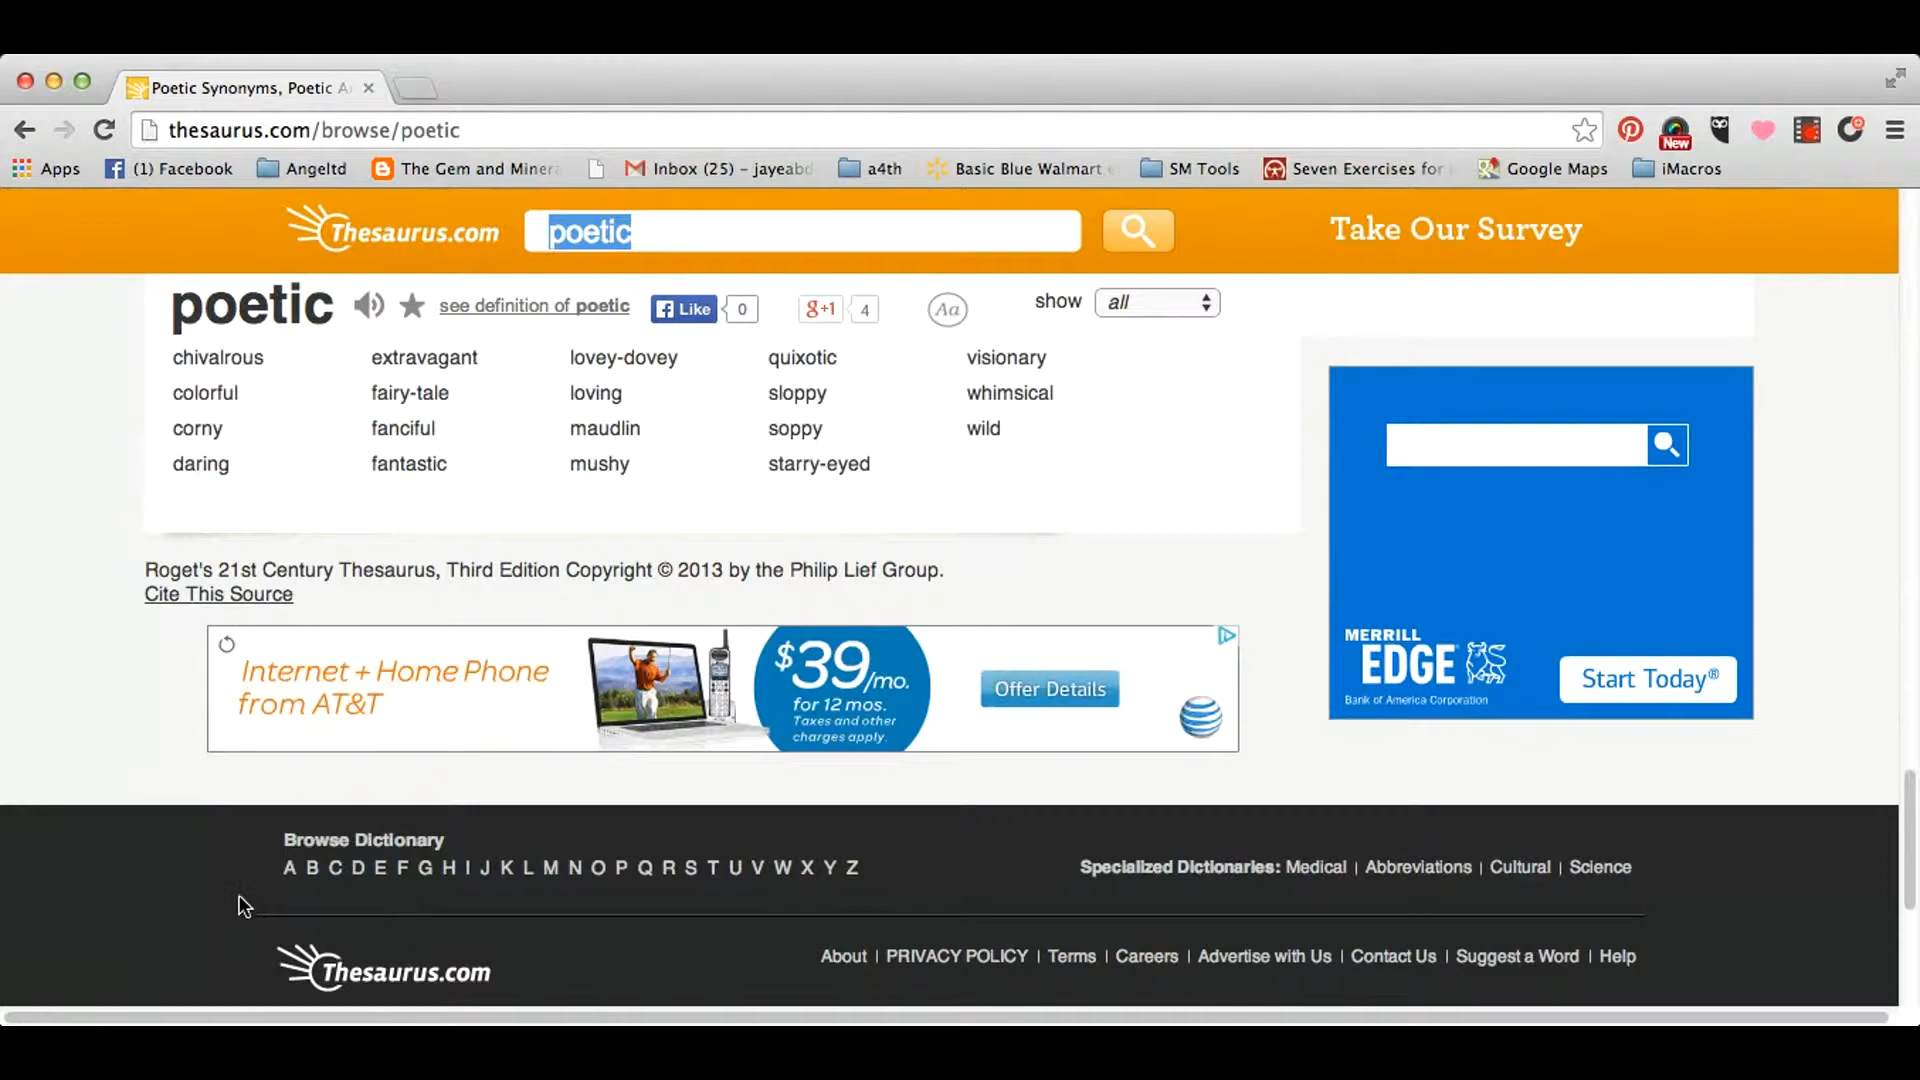 Poetic Synonyms, Poetic A
thesaurus.com/browse/poetic
New
Apps (1) Facebook Angeltd The Gem and Minera Inbox (25) - jayeabd a4th Basic Blue Walmart SM Tools Seven Exercises for Google Maps iMacros
Thesaurus.com poetic Take Our Survey
poetic see definition of poetic Like 0 g+1 4 Aa show all
chivalrous extravagant lovey-dovey quixotic visionary
colorful fairy-tale loving sloppy whimsical
corny fanciful maudlin soppy wild
daring fantastic mushy starry-eyed
Roget's 21st Century Thesaurus, Third Edition Copyright © 2013 by the Philip Lief Group.
Cite This Source
Internet + Home Phone
from AT&T
$39/mo.
for 12 mos.
Taxes and other
charges apply.
Offer Details
MERRILL
EDGE
Bank of America Corporation
Start Today®
Browse Dictionary
A B C D E F G H I J K L M N O P Q R S T U V W X Y Z
Specialized Dictionaries: Medical | Abbreviations | Cultural | Science
Thesaurus.com
About | PRIVACY POLICY | Terms | Careers | Advertise with Us | Contact Us | Suggest a Word | Help